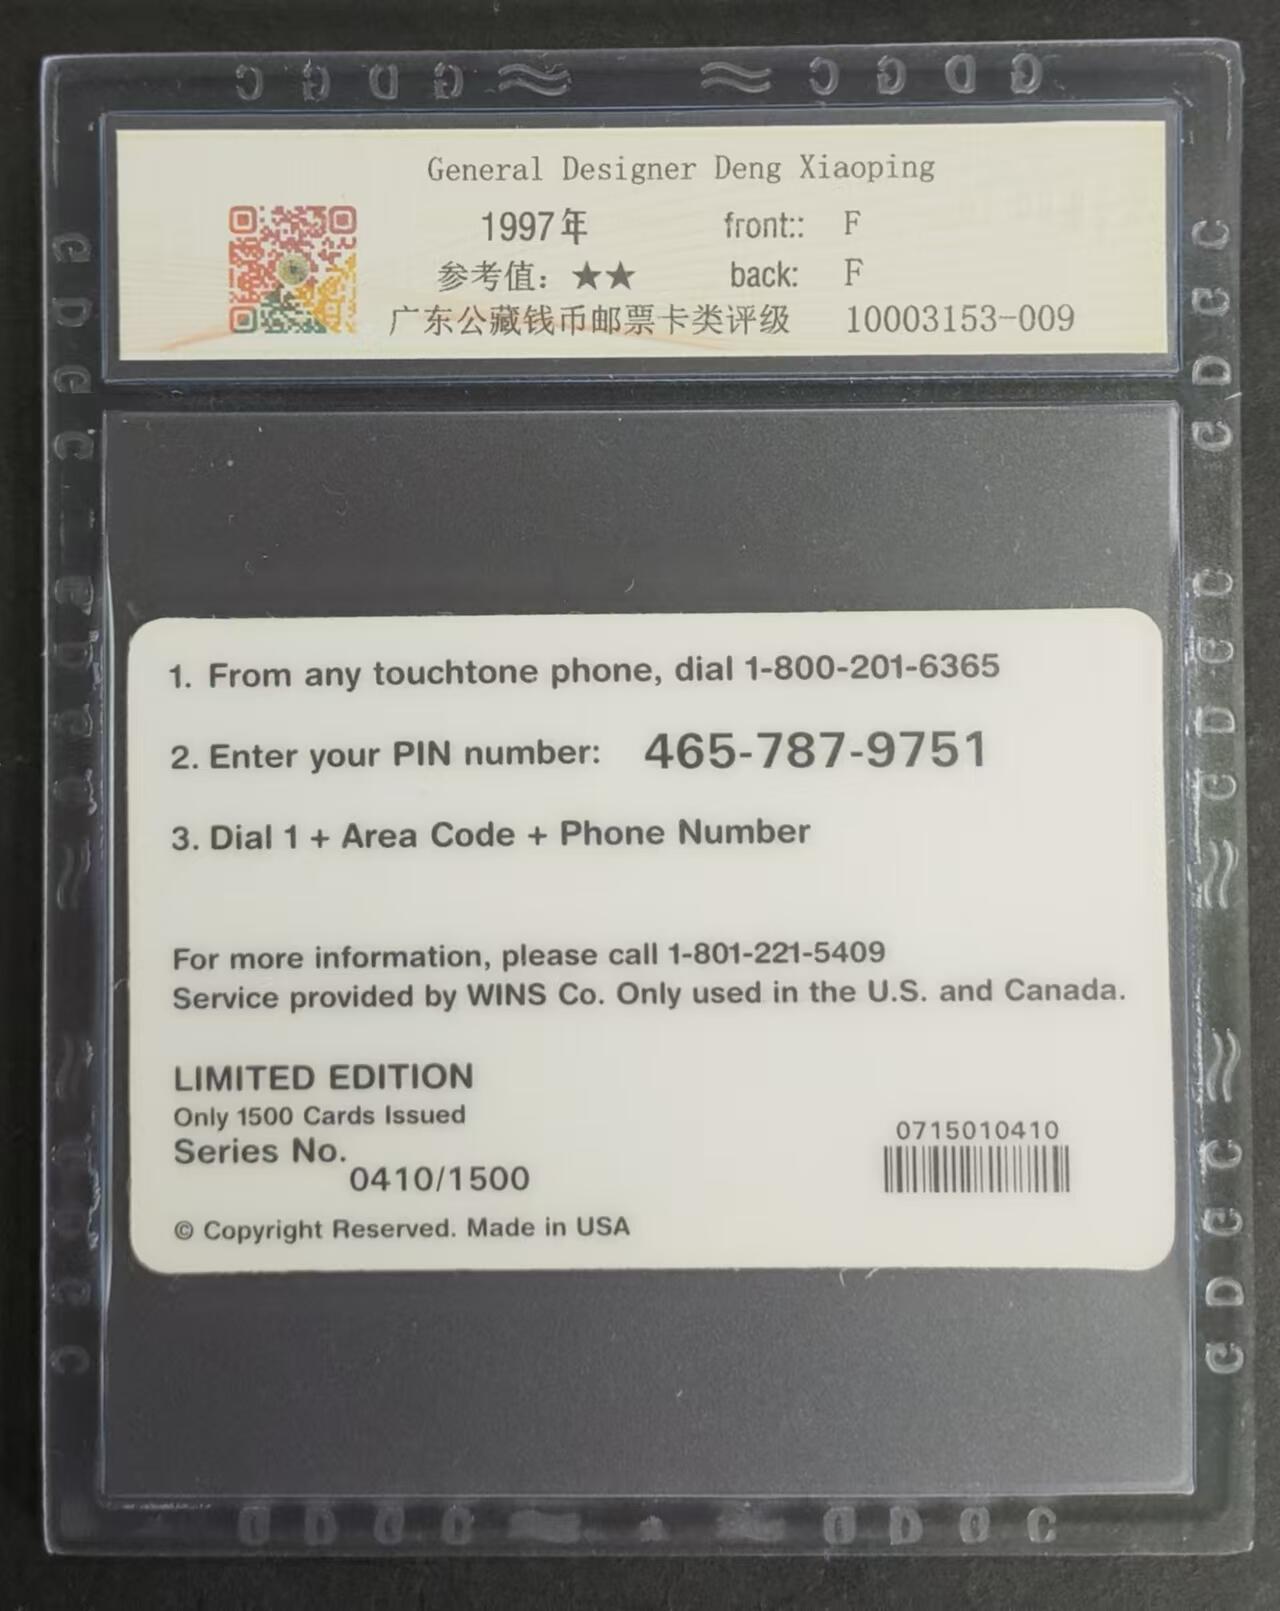 G D G C
C G D G
General Designer Deng Xiaoping
1997年 front:: F
参考值：★★ back: F
广东公藏钱币邮票卡类评级 10003153-009
1. From any touchtone phone, dial 1-800-201-6365
2. Enter your PIN number: 465-787-9751
3. Dial 1 + Area Code + Phone Number
For more information, please call 1-801-221-5409
Service provided by WINS Co. Only used in the U.S. and Canada.
LIMITED EDITION
Only 1500 Cards Issued
Series No.
0410/1500
0715010410
© Copyright Reserved. Made in USA